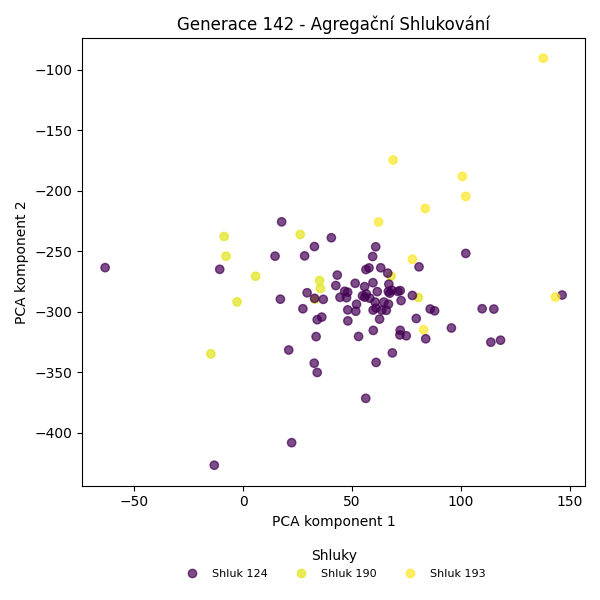 Generace 142 - Agregační Shlukování
−100
−150
−200
−250
−300
−350
−400
PCA komponent 2
−50
0
50
100
150
PCA komponent 1
Shluky
Shluk 124
Shluk 190
Shluk 193